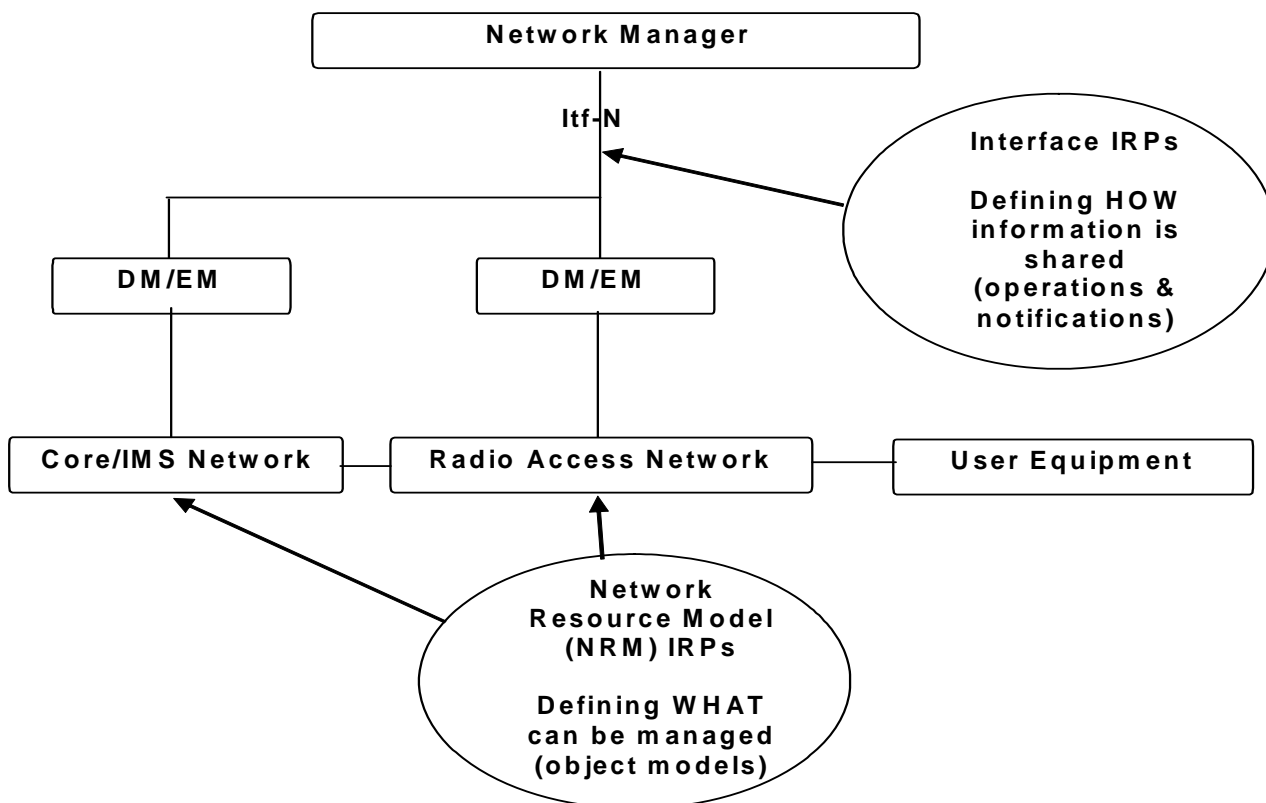 Network Manager
Itf-N
Interface IRPs
Defining HOW
information is
shared
(operations &
notifications)
DM/EM
DM/EM
Core/IMS Network
Radio Access Network
User Equipment
Network
Resource Model
(NRM) IRPs
Defining WHAT
can be managed
(object models)